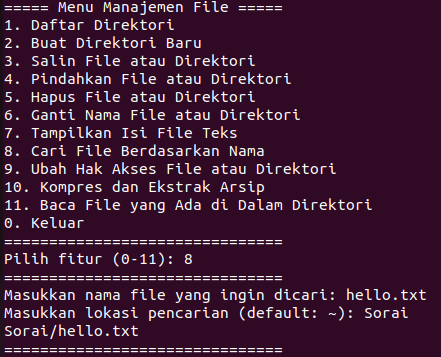 ===== Menu Manajemen File =====
1. Daftar Direktori
2. Buat Direktori Baru
3. Salin File atau Direktori
4. Pindahkan File atau Direktori
5. Hapus File atau Direktori
6. Ganti Nama File atau Direktori
7. Tampilkan Isi File Teks
8. Cari File Berdasarkan Nama
9. Ubah Hak Akses File atau Direktori
10. Kompres dan Ekstrak Arsip
11. Baca File yang Ada di Dalam Direktori
0. Keluar
===============================
Pilih fitur (0-11): 8
===============================
Masukkan nama file yang ingin dicari: hello.txt
Masukkan lokasi pencarian (default: ~): Sorai
Sorai/hello.txt
===============================